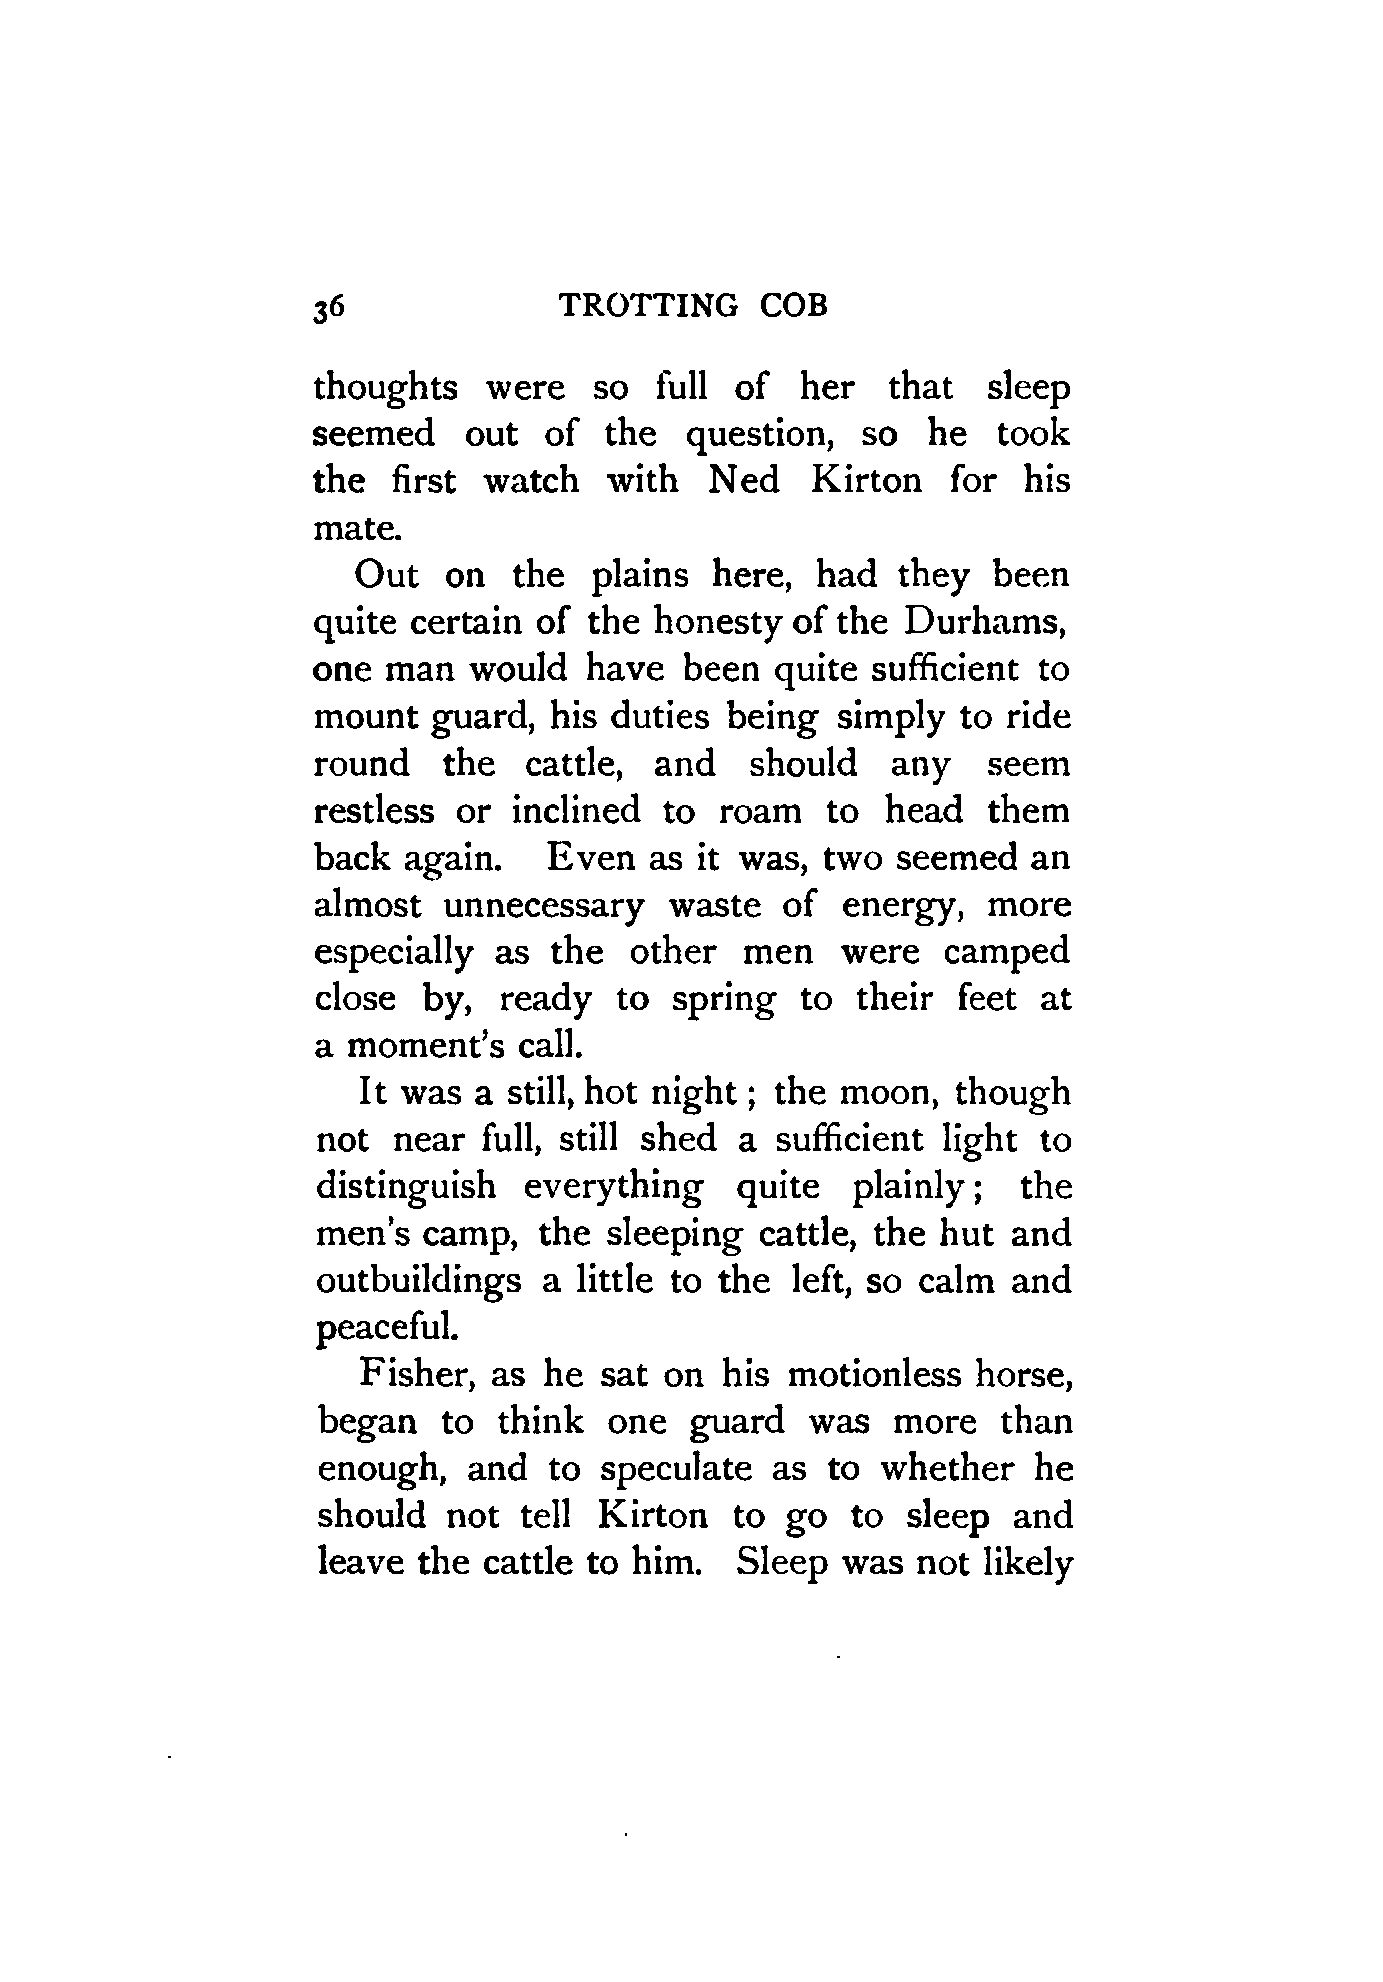 36 TROTTING COB
thoughts were so full of her that sleep
seemed out of the question, so he took
the first watch with Ned Kirton for his
mate.
Out on the plains here, had they been
quite certain of the honesty of the Durhams,
one man would have been quite sufficient to
mount guard, his duties being simply to ride
round the cattle, and should any seem
restless or inclined to roam to head them
back again. Even as it was, two seemed an
almost unnecessary waste of energy, more
especially as the other men were camped
close by, ready to spring to their feet at
a moment's call.
It was a still, hot night ; the moon, though
not near full, still shed a sufficient light to
distinguish everything quite plainly ; the
men's camp, the sleeping cattle, the hut and
outbuildings a little to the left, so calm and
peaceful.
Fisher, as he sat on his motionless horse,
began to think one guard was more than
enough, and to speculate as to whether he
should not tell Kirton to go to sleep and
leave the cattle to him. Sleep was not likely